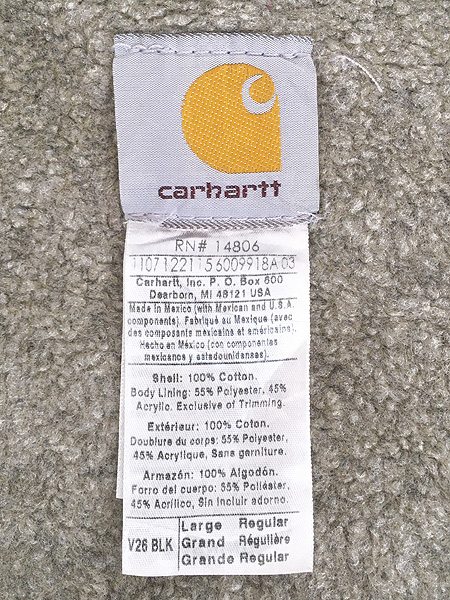 carhartt
RN# 14806
11071221156009918A 03
Carhartt, Inc. P. O. Box 600
Dearborn, MI 48121 USA
Made in Mexico (with Mexican and U.S.A.
components). Fabriqué au Mexique (avec
des composants mexicains et américains).
Hecho en México (con componentes
mexicanos y estadounidanses).
Shell: 100% Cotton.
Body Lining: 55% Polyester, 45%
Acrylic. Exclusive of Trimming.
Extérieur: 100% Coton.
Doublure du corps: 55% Polyester,
45% Acrylique, Sans garniture.
Armazón: 100% Algodón.
Forro del cuerpo: 55% Poliéster,
45% Acrílico, Sin incluir adorno.
V26 BLK
Large Regular
Grand Régulière
Grande Regular